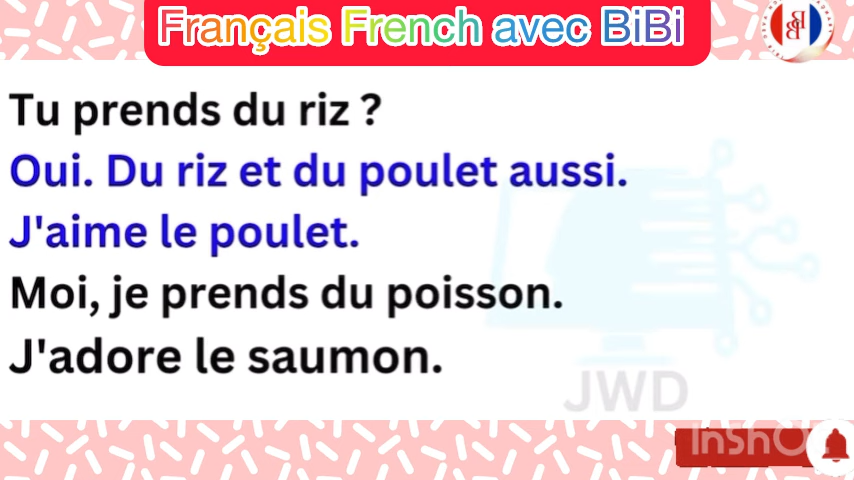 Français French avec BiBi
Tu prends du riz ?
Oui. Du riz et du poulet aussi.
J'aime le poulet.
Moi, je prends du poisson.
J'adore le saumon.
JWD